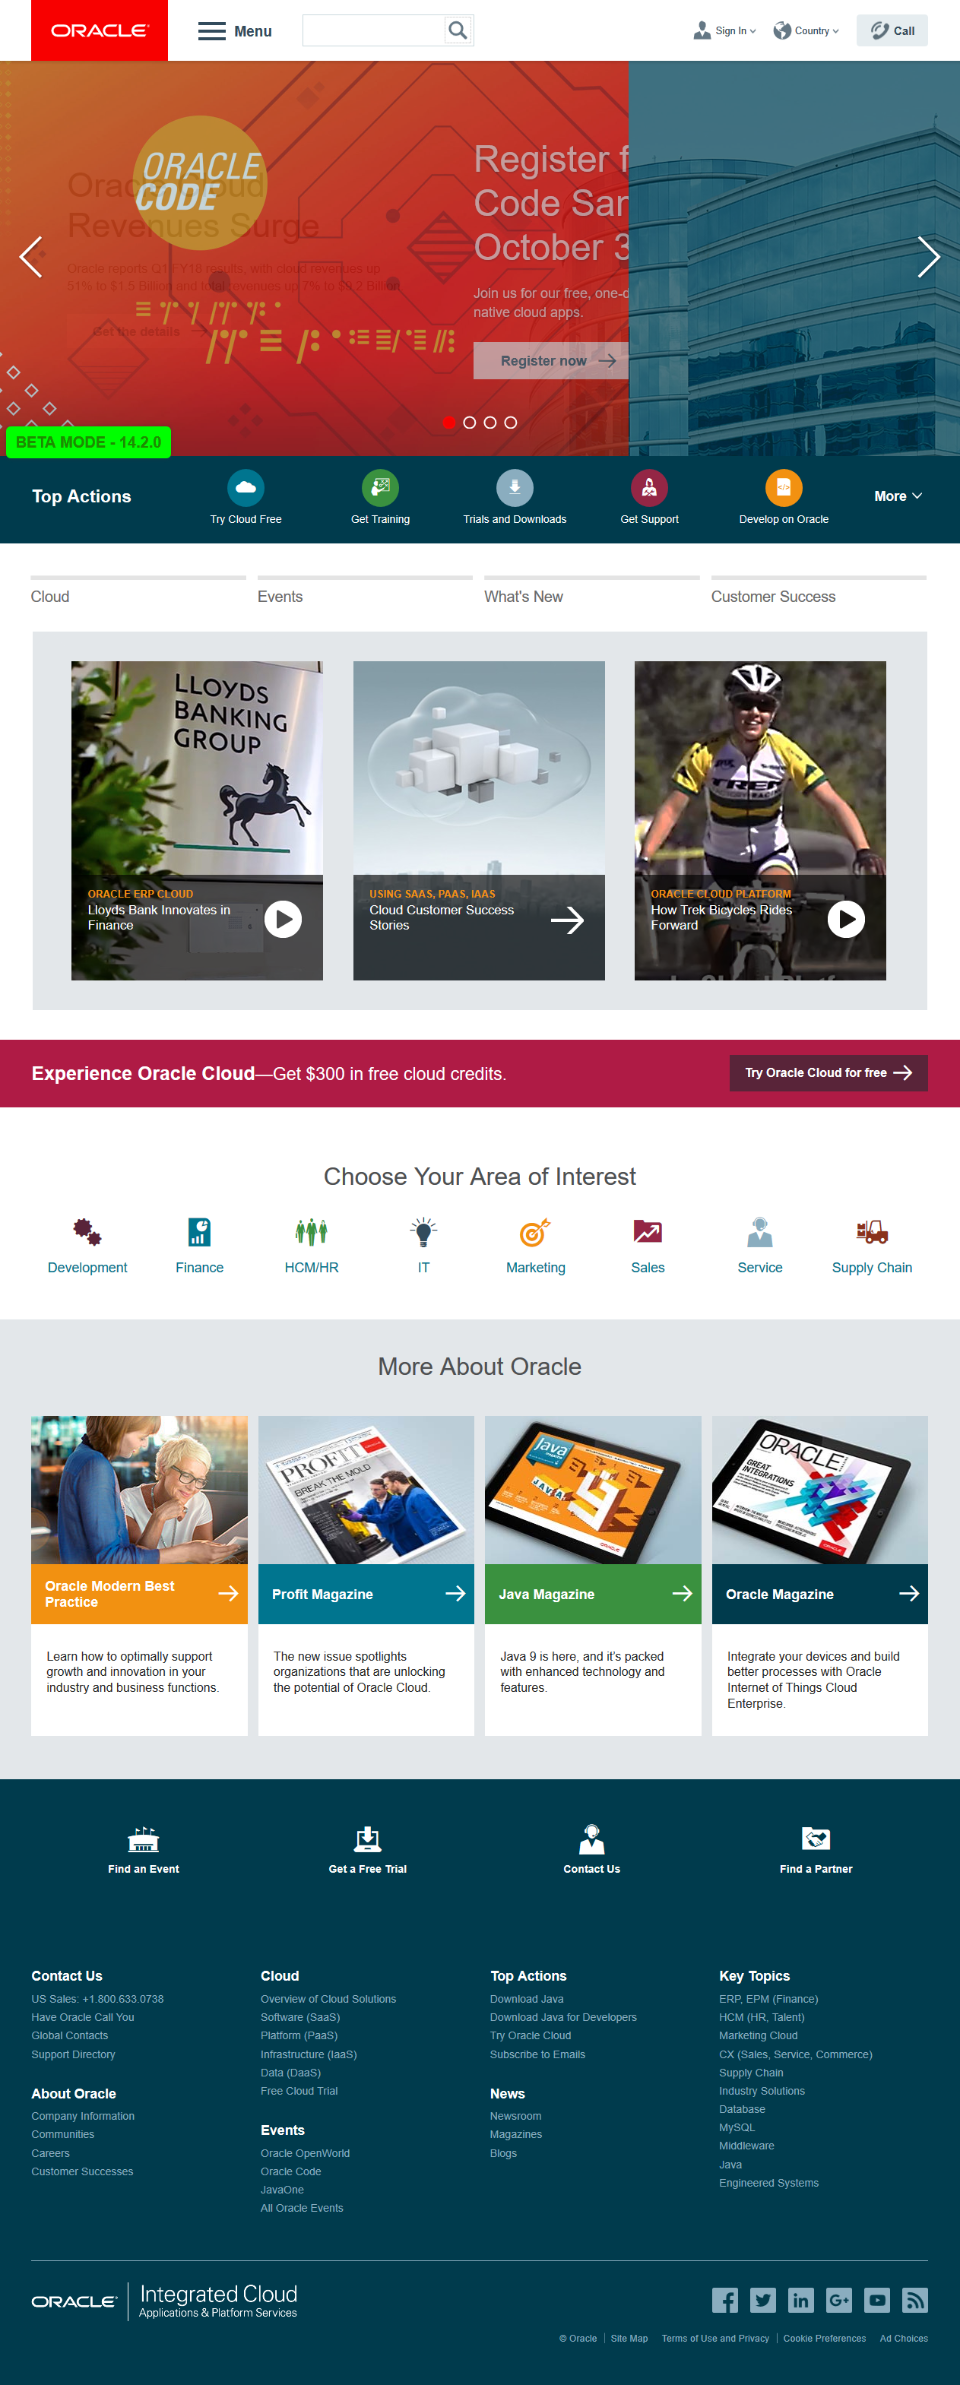 ORACLE
Menu
Sign In
Country
Call
ORACLE
CODE
Oracle Cloud
Revenues Surge
Oracle reports Q1 FY18 results, with cloud revenues up
51% to $1.5 Billion and total revenues up 7% to $9.2 Billion
Get the details
Register f
Code San
October 3
Join us for our free, one-d
native cloud apps.
Register now
BETA MODE - 14.2.0
Top Actions
Try Cloud Free
Get Training
Trials and Downloads
Get Support
Develop on Oracle
More
Cloud
Events
What's New
Customer Success
LLOYDS
BANKING
GROUP
ORACLE ERP CLOUD
Lloyds Bank Innovates in
Finance
USING SAAS, PAAS, IAAS
Cloud Customer Success
Stories
TREK
ORACLE CLOUD PLATFORM
How Trek Bicycles Rides
Forward
Experience Oracle Cloud—Get $300 in free cloud credits.
Try Oracle Cloud for free
Choose Your Area of Interest
Development
Finance
HCM/HR
IT
Marketing
Sales
Service
Supply Chain
More About Oracle
PROFIT
BREAK THE MOLD
Java
JAVA 9
ORACLE
GREAT
INTEGRATIONS
Oracle Modern Best
Practice
Profit Magazine
Java Magazine
Oracle Magazine
Learn how to optimally support
growth and innovation in your
industry and business functions.
The new issue spotlights
organizations that are unlocking
the potential of Oracle Cloud.
Java 9 is here, and it's packed
with enhanced technology and
features.
Integrate your devices and build
better processes with Oracle
Internet of Things Cloud
Enterprise.
Find an Event
Get a Free Trial
Contact Us
Find a Partner
Contact Us
US Sales: +1.800.633.0738
Have Oracle Call You
Global Contacts
Support Directory
About Oracle
Company Information
Communities
Careers
Customer Successes
Cloud
Overview of Cloud Solutions
Software (SaaS)
Platform (PaaS)
Infrastructure (IaaS)
Data (DaaS)
Free Cloud Trial
Events
Oracle OpenWorld
Oracle Code
JavaOne
All Oracle Events
Top Actions
Download Java
Download Java for Developers
Try Oracle Cloud
Subscribe to Emails
News
Newsroom
Magazines
Blogs
Key Topics
ERP, EPM (Finance)
HCM (HR, Talent)
Marketing Cloud
CX (Sales, Service, Commerce)
Supply Chain
Industry Solutions
Database
MySQL
Middleware
Java
Engineered Systems
ORACLE
Integrated Cloud
Applications & Platform Services
© Oracle
Site Map
Terms of Use and Privacy
Cookie Preferences
Ad Choices